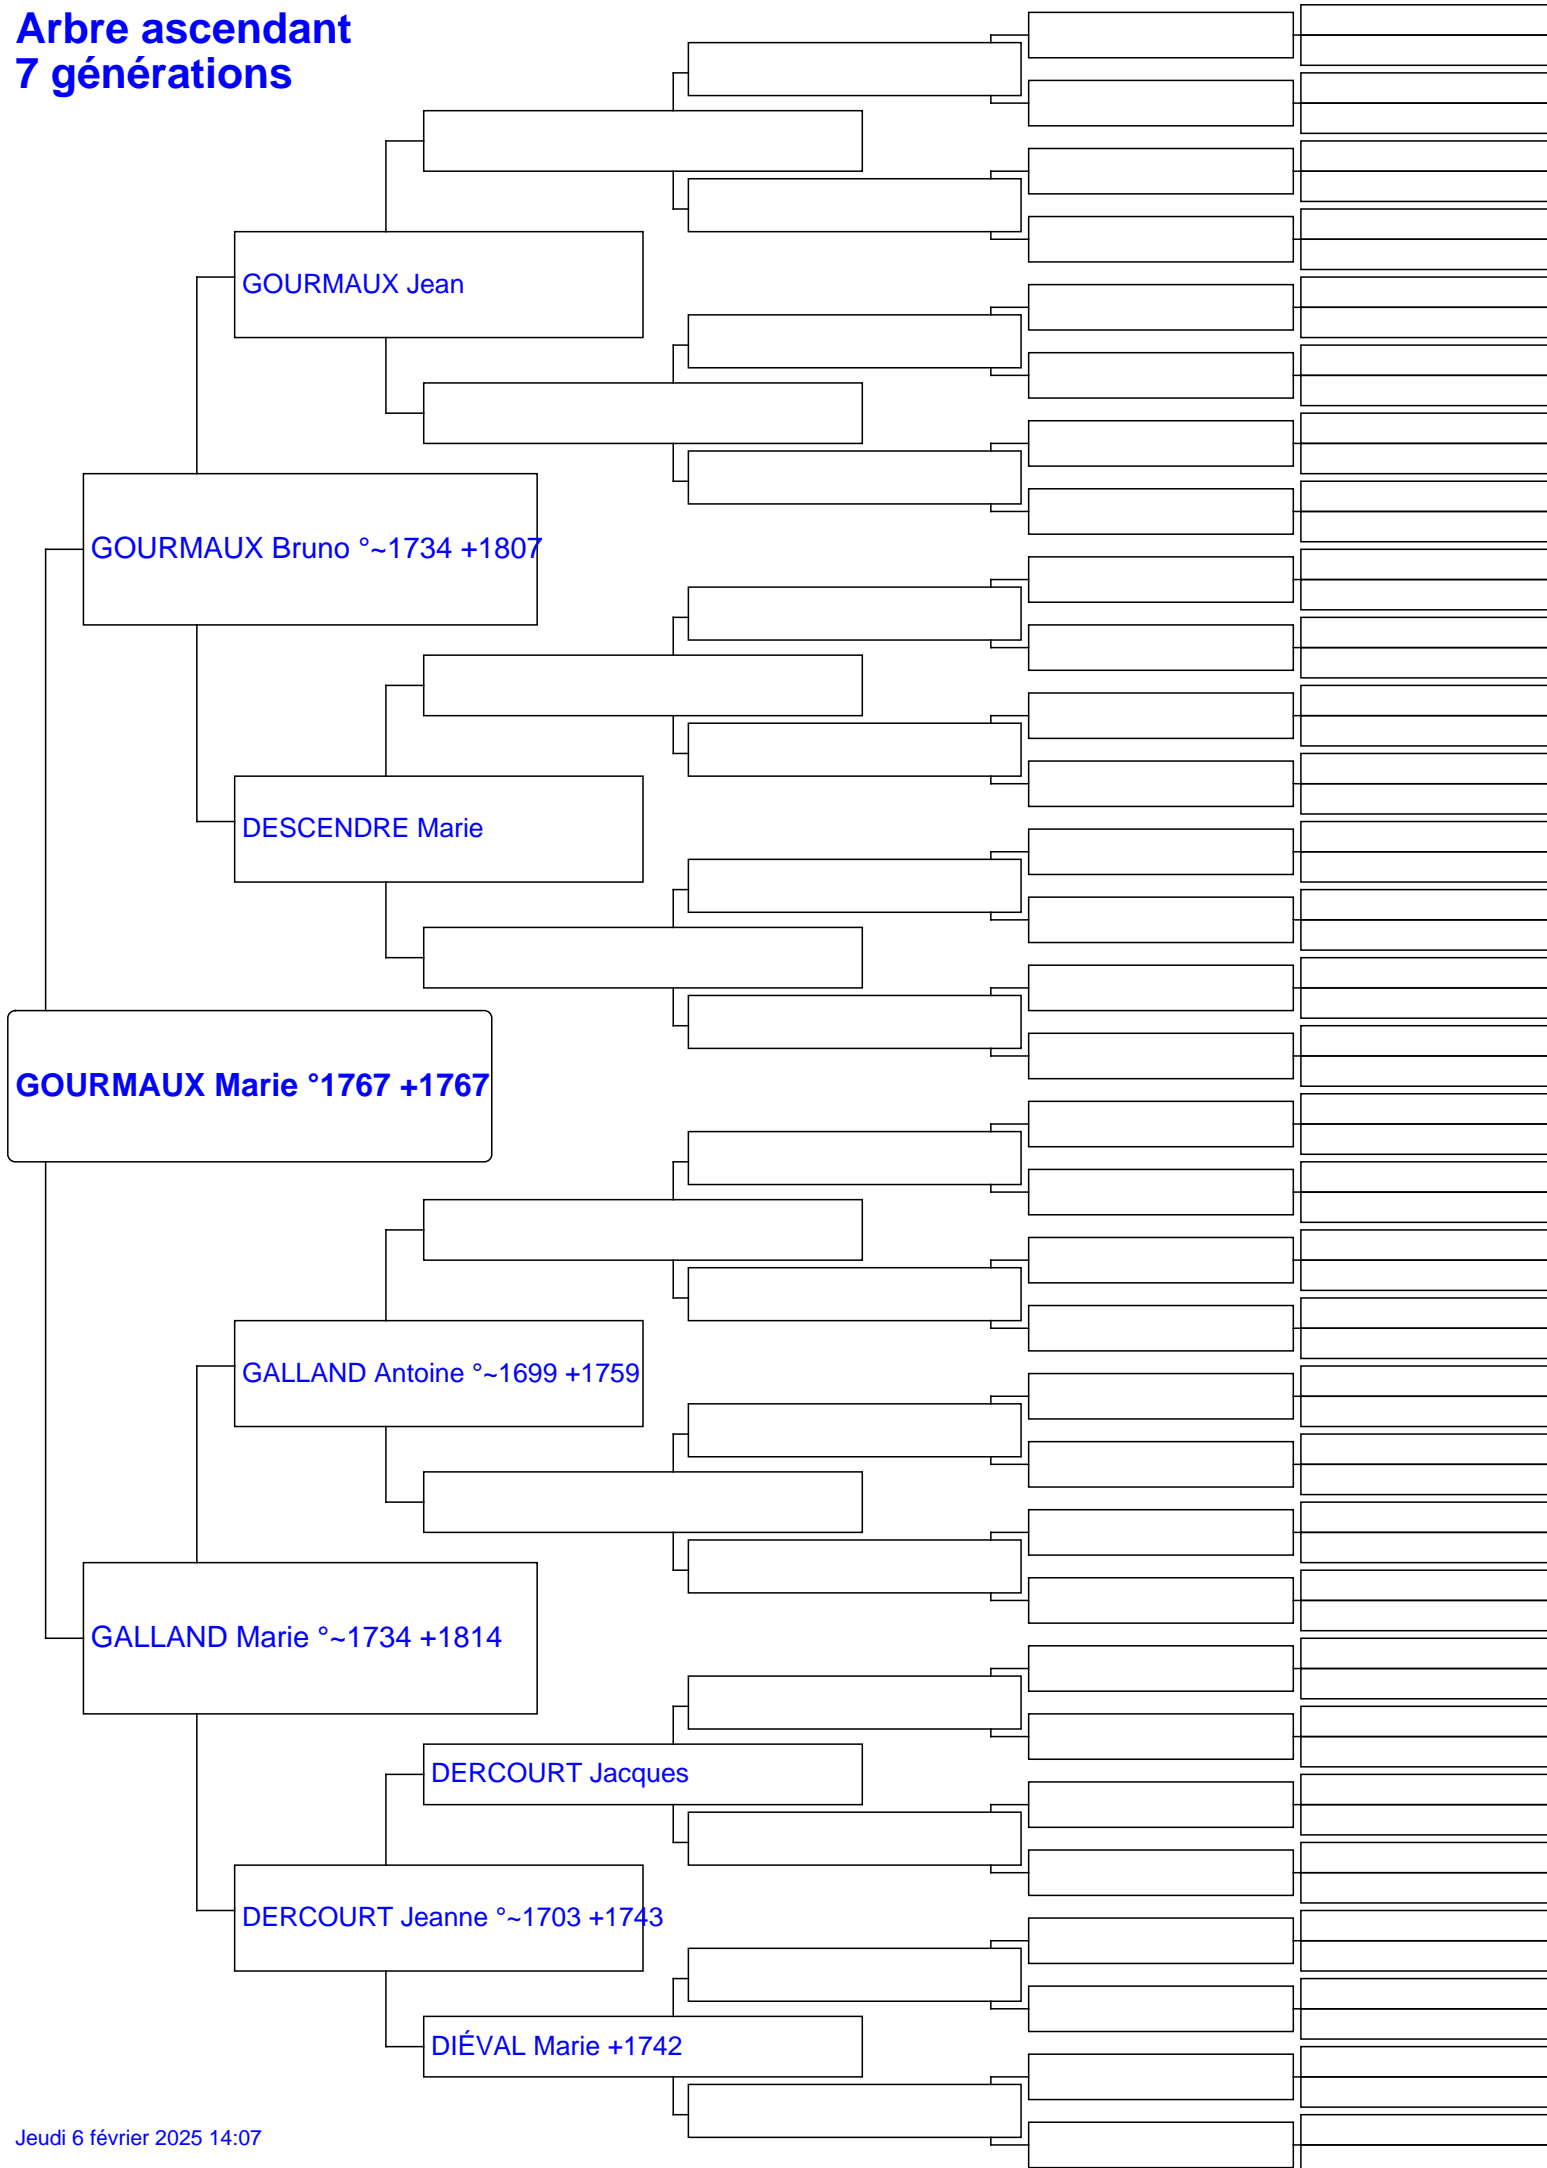 Arbre ascendant
7 générations
GOURMAUX Jean
GOURMAUX Bruno °~1734 +1807
DESCENDRE Marie
GOURMAUX Marie °1767 +1767
GALLAND Antoine °~1699 +1759
GALLAND Marie °~1734 +1814
DERCOURT Jacques
DERCOURT Jeanne °~1703 +1743
DIÉVAL Marie +1742
Jeudi 6 février 2025 14:07